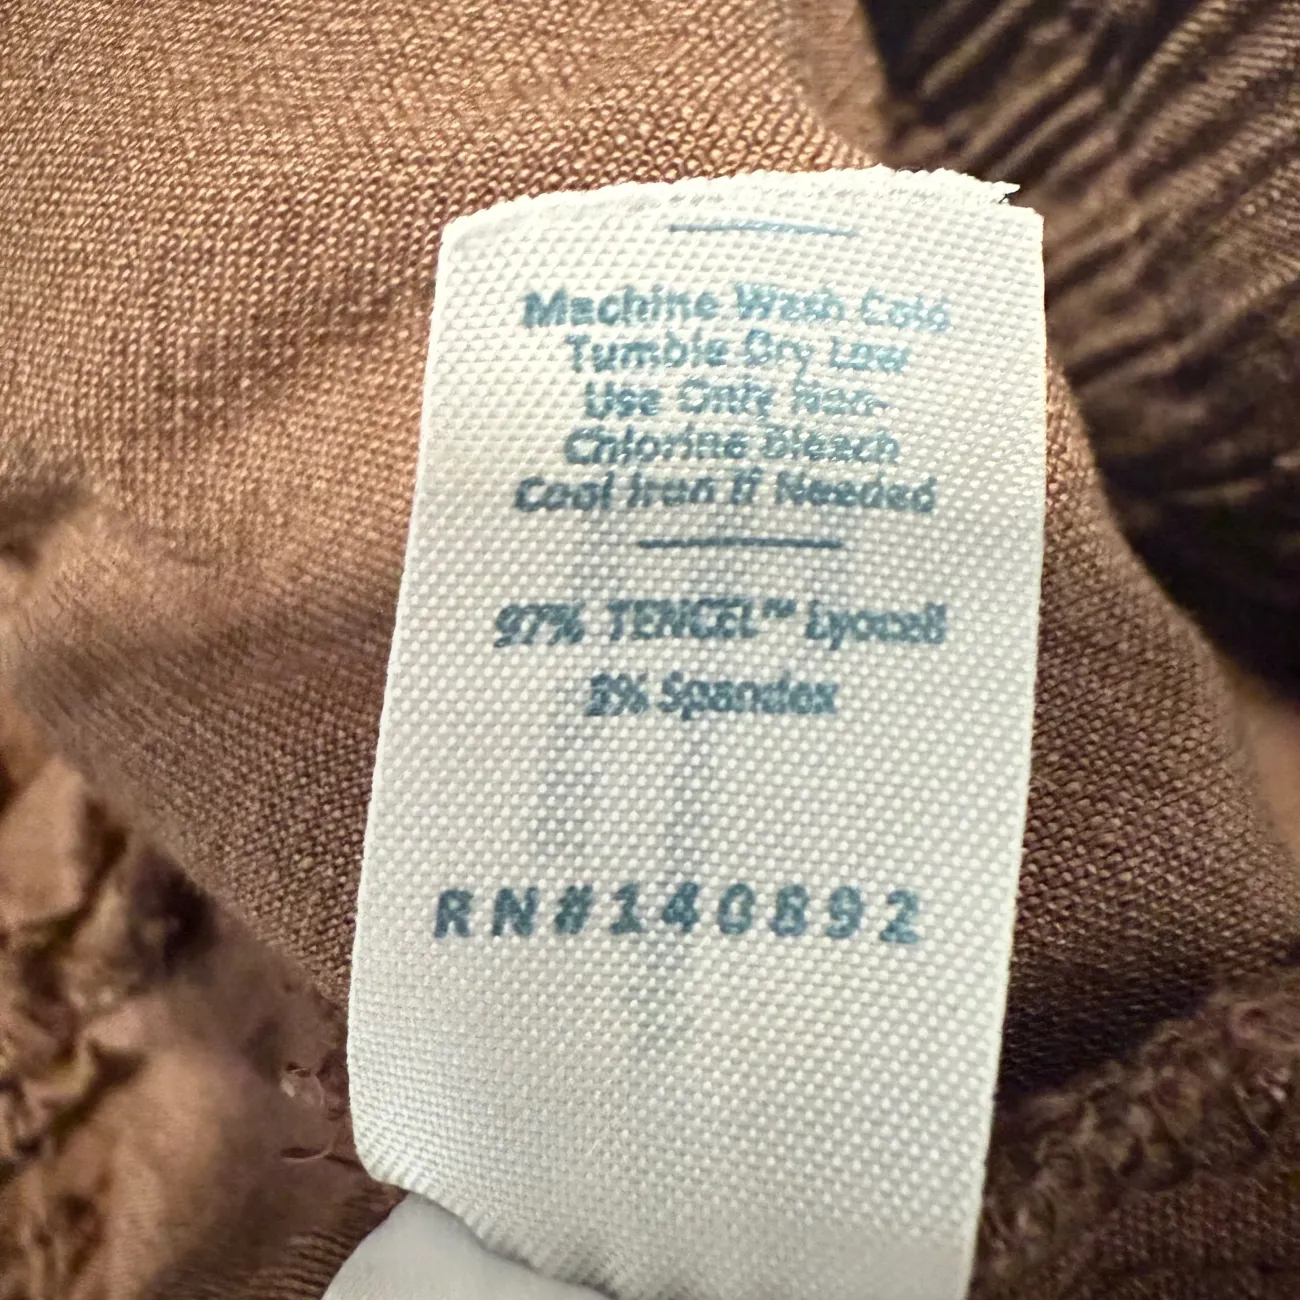 Machine Wash Cold
Tumble Dry Low
Use Only Non-
Chlorine Bleach
Cool Iron If Needed
97% TENCEL™ Lyocell
3% Spandex
RN#140892